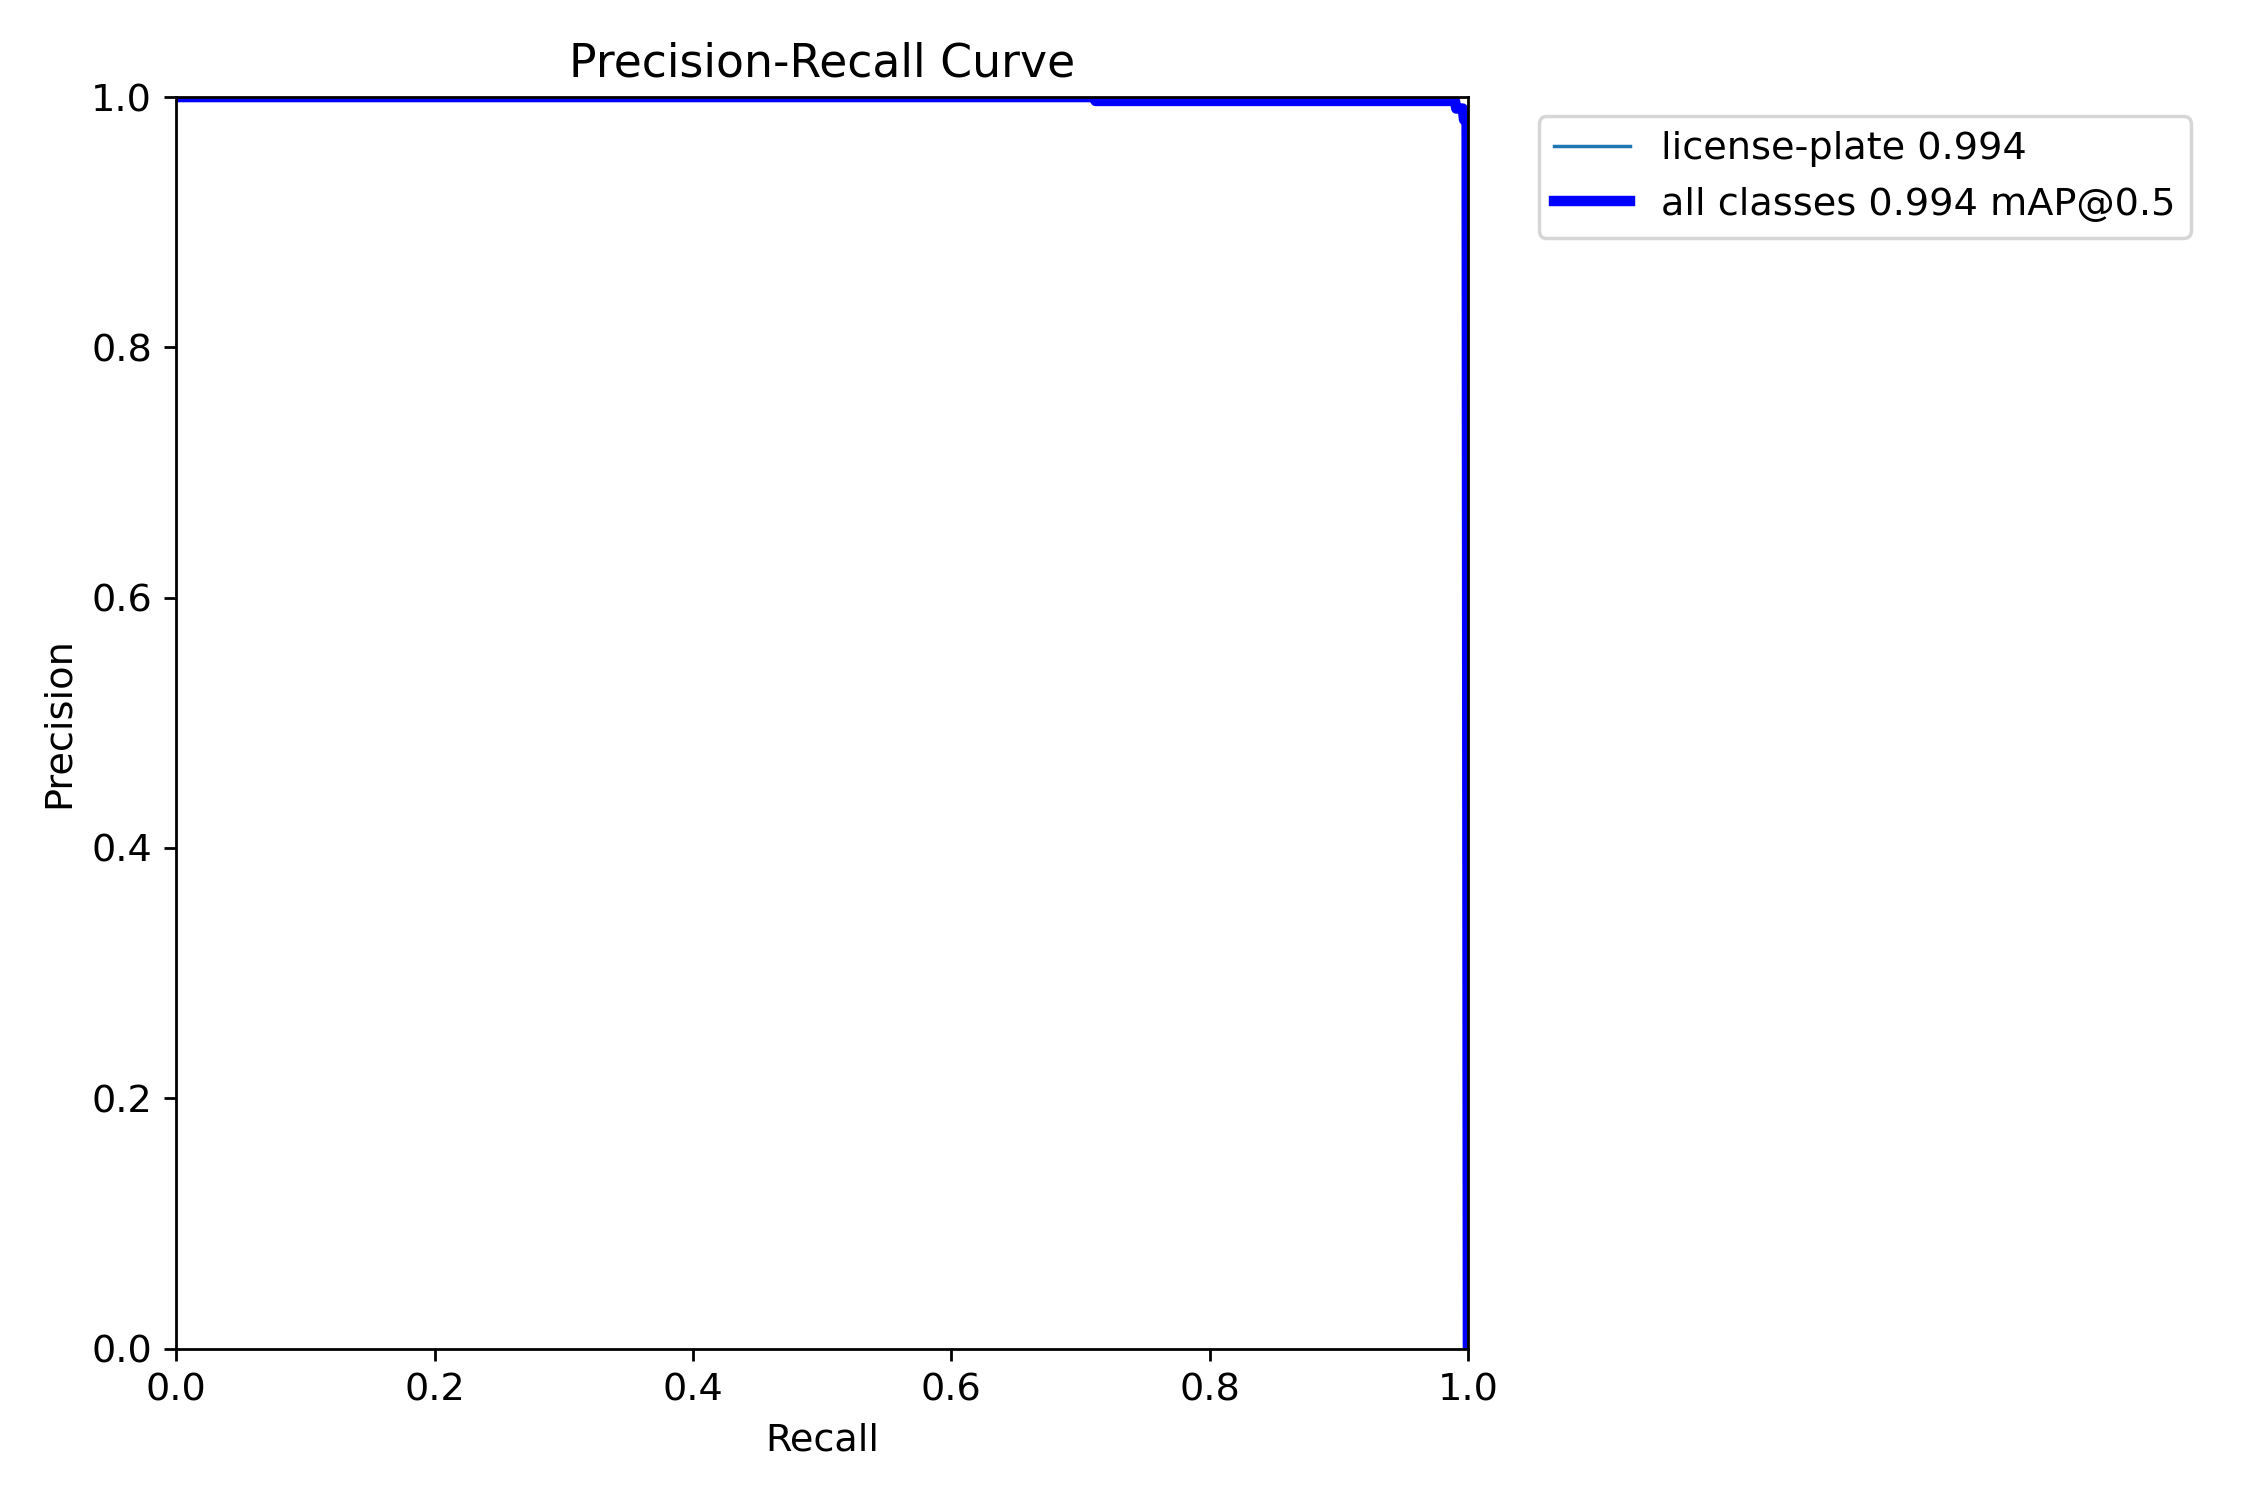 Precision-Recall Curve
1.0
0.8
0.6
0.4
0.2
0.0
Precision
0.0 0.2 0.4 0.6 0.8 1.0
Recall
license-plate 0.994
all classes 0.994 mAP@0.5